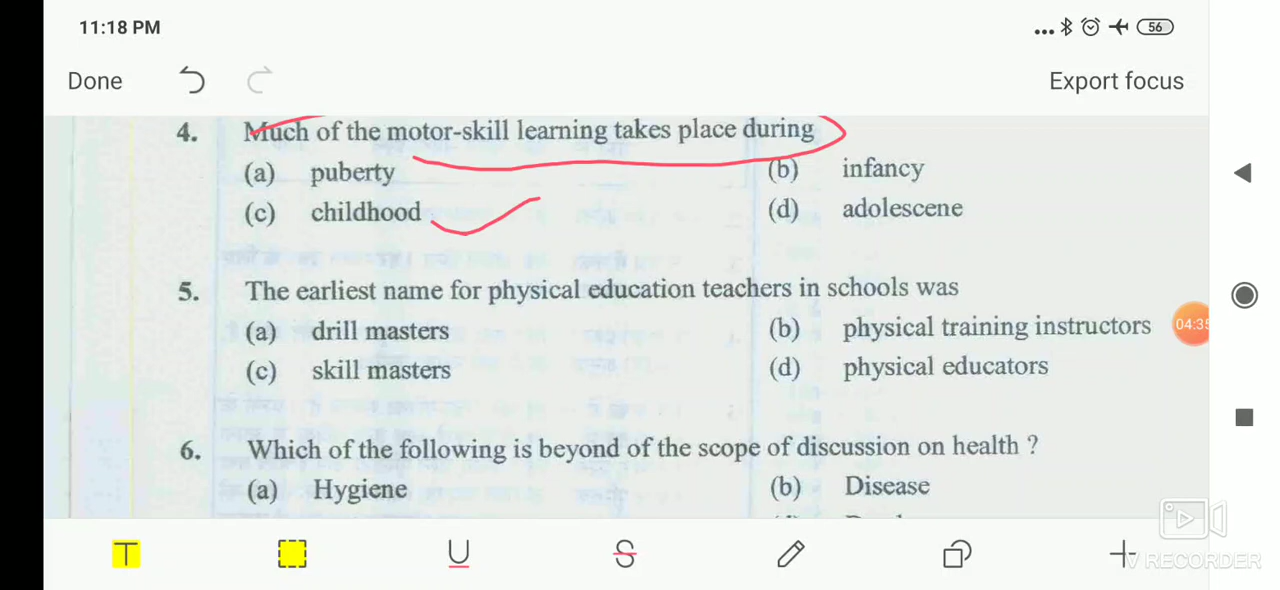 11:18 PM
56
Done
Export focus
4. Much of the motor-skill learning takes place during
(a) puberty (b) infancy
(c) childhood (d) adolescene
5. The earliest name for physical education teachers in schools was
(a) drill masters (b) physical training instructors
04:35
(c) skill masters (d) physical educators
6. Which of the following is beyond of the scope of discussion on health ?
(a) Hygiene (b) Disease
T U S
V RECORDER